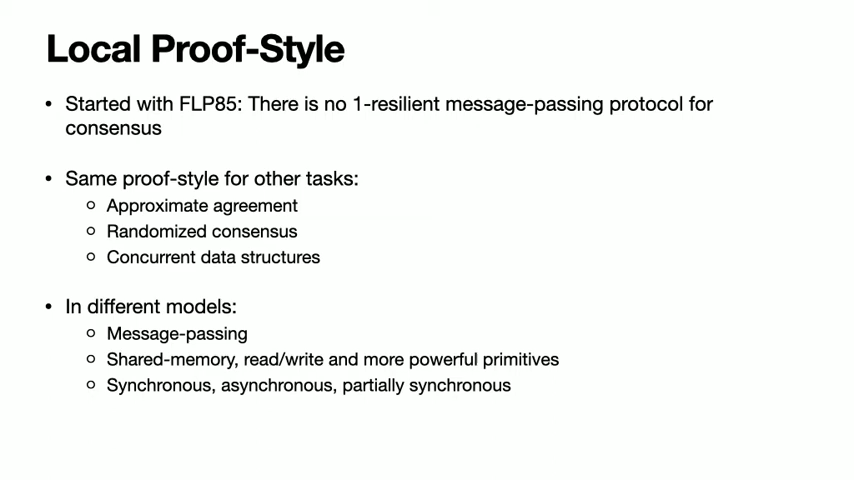 Local Proof-Style
• Started with FLP85: There is no 1-resilient message-passing protocol for
consensus
• Same proof-style for other tasks:
○ Approximate agreement
○ Randomized consensus
○ Concurrent data structures
• In different models:
○ Message-passing
○ Shared-memory, read/write and more powerful primitives
○ Synchronous, asynchronous, partially synchronous